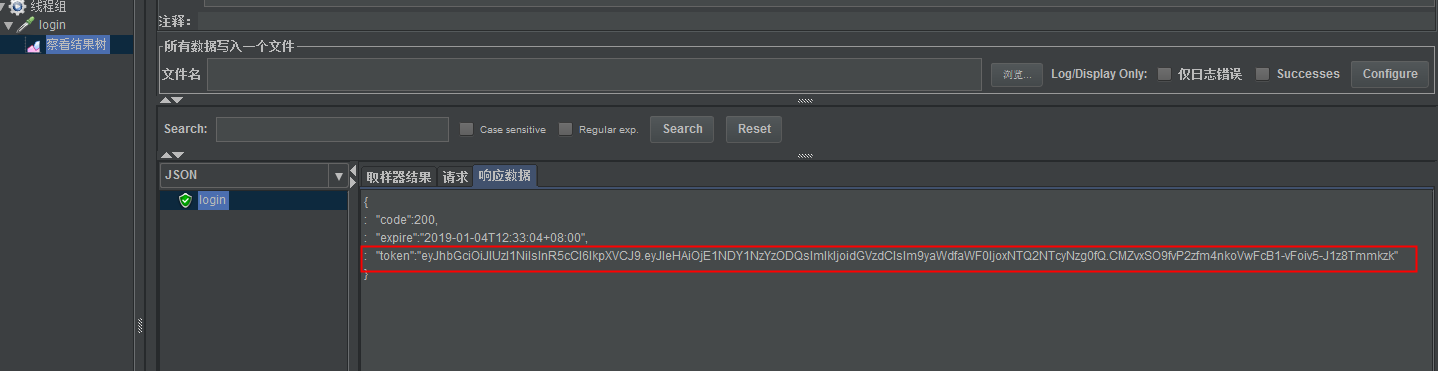 线程组
login
察看结果树
注释：
所有数据写入一个文件
文件名
浏览...
Log/Display Only:
仅日志错误
Successes
Configure
Search:
Case sensitive
Regular exp.
Search
Reset
JSON
login
取样器结果
请求
响应数据
{
: "code":200,
: "expire":"2019-01-04T12:33:04+08:00",
: "token":"eyJhbGciOiJIUzI1NiIsInR5cCI6IkpXVCJ9.eyJleHAiOjE1NDY1NzYzODQsImlkIjoidGVzdCIsIm9yaWdfaWF0IjoxNTQ2NTcyNzg0fQ.CMZvxSO9fvP2zfm4nkoVwFcB1-vFoiv5-J1z8Tmmkzk"
}